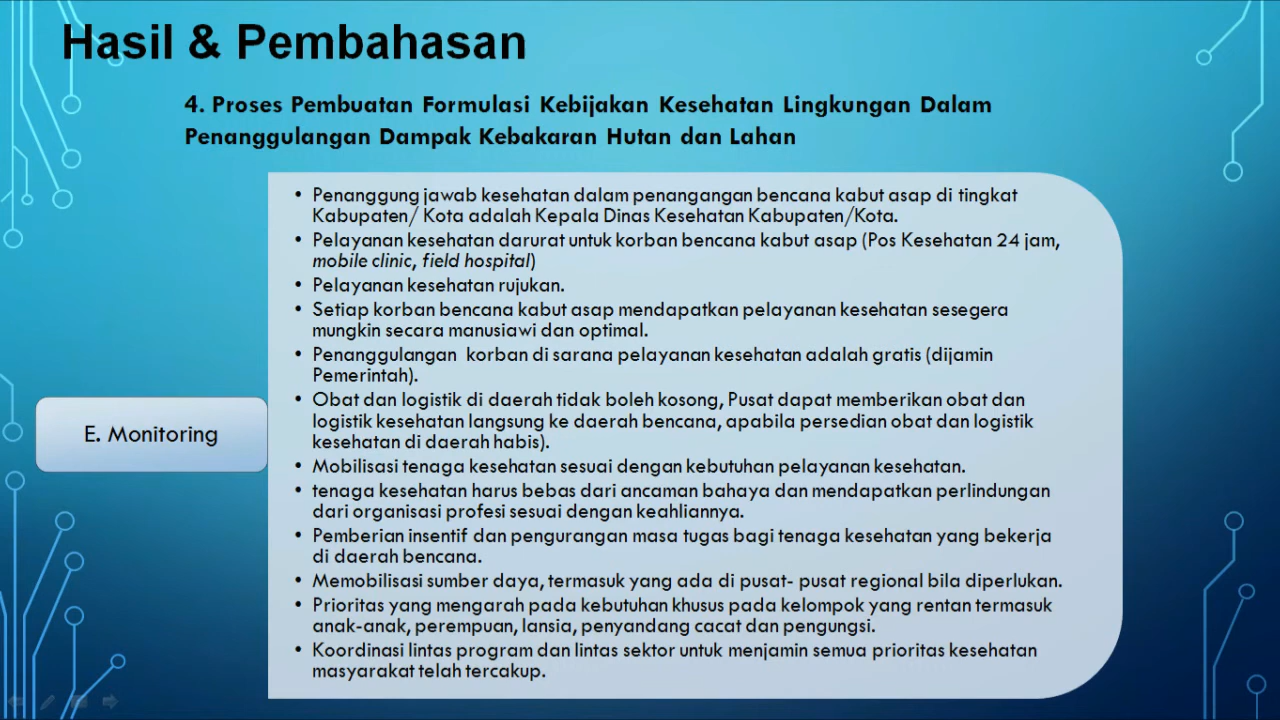 Hasil & Pembahasan
4. Proses Pembuatan Formulasi Kebijakan Kesehatan Lingkungan Dalam
Penanggulangan Dampak Kebakaran Hutan dan Lahan
E. Monitoring
• Penanggung jawab kesehatan dalam penangangan bencana kabut asap di tingkat
Kabupaten/ Kota adalah Kepala Dinas Kesehatan Kabupaten/Kota.
• Pelayanan kesehatan darurat untuk korban bencana kabut asap (Pos Kesehatan 24 jam,
mobile clinic, field hospital)
• Pelayanan kesehatan rujukan.
• Setiap korban bencana kabut asap mendapatkan pelayanan kesehatan sesegera
mungkin secara manusiawi dan optimal.
• Penanggulangan korban di sarana pelayanan kesehatan adalah gratis (dijamin
Pemerintah).
• Obat dan logistik di daerah tidak boleh kosong, Pusat dapat memberikan obat dan
logistik kesehatan langsung ke daerah bencana, apabila persedian obat dan logistik
kesehatan di daerah habis).
• Mobilisasi tenaga kesehatan sesuai dengan kebutuhan pelayanan kesehatan.
• tenaga kesehatan harus bebas dari ancaman bahaya dan mendapatkan perlindungan
dari organisasi profesi sesuai dengan keahliannya.
• Pemberian insentif dan pengurangan masa tugas bagi tenaga kesehatan yang bekerja
di daerah bencana.
• Memobilisasi sumber daya, termasuk yang ada di pusat- pusat regional bila diperlukan.
• Prioritas yang mengarah pada kebutuhan khusus pada kelompok yang rentan termasuk
anak-anak, perempuan, lansia, penyandang cacat dan pengungsi.
• Koordinasi lintas program dan lintas sektor untuk menjamin semua prioritas kesehatan
masyarakat telah tercakup.